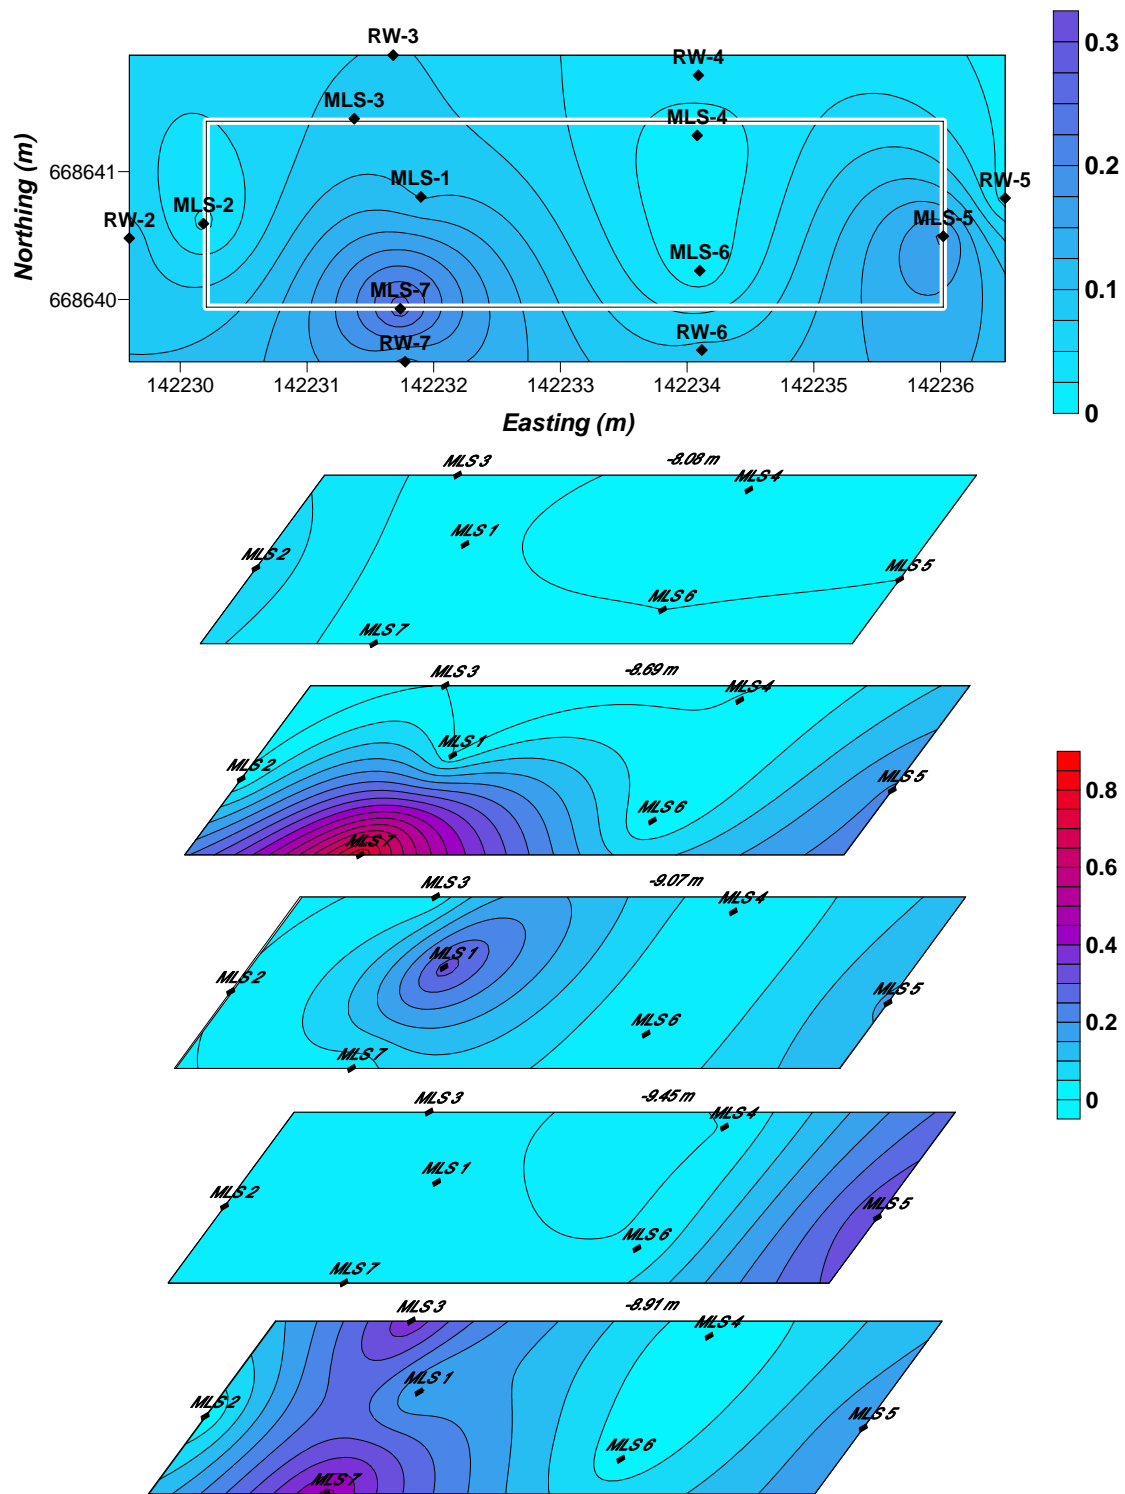 RW-3
RW-4
0.3
MLS-3
MLS-4
Northing (m)
668641
0.2
MLS-1
RW-5
MLS-2
RW-2
MLS-5
MLS-6
0.1
MLS-7
668640
RW-6
RW-7
142230 142231 142232 142233 142234 142235 142236
0
Easting (m)
MLS 3
-8.08 m
MLS 4
MLS 1
MLS 2
MLS 5
MLS 6
MLS 7
MLS 3
-8.69 m
MLS 4
MLS 1
MLS 2
MLS 5
0.8
MLS 6
MLS 7
0.6
MLS 3
-9.07 m
MLS 4
0.4
MLS 1
MLS 2
MLS 5
0.2
MLS 6
MLS 7
0
MLS 3
-9.45 m
MLS 4
MLS 1
MLS 2
MLS 5
MLS 6
MLS 7
MLS 3
-8.91 m
MLS 4
MLS 1
MLS 2
MLS 5
MLS 6
MLS 7